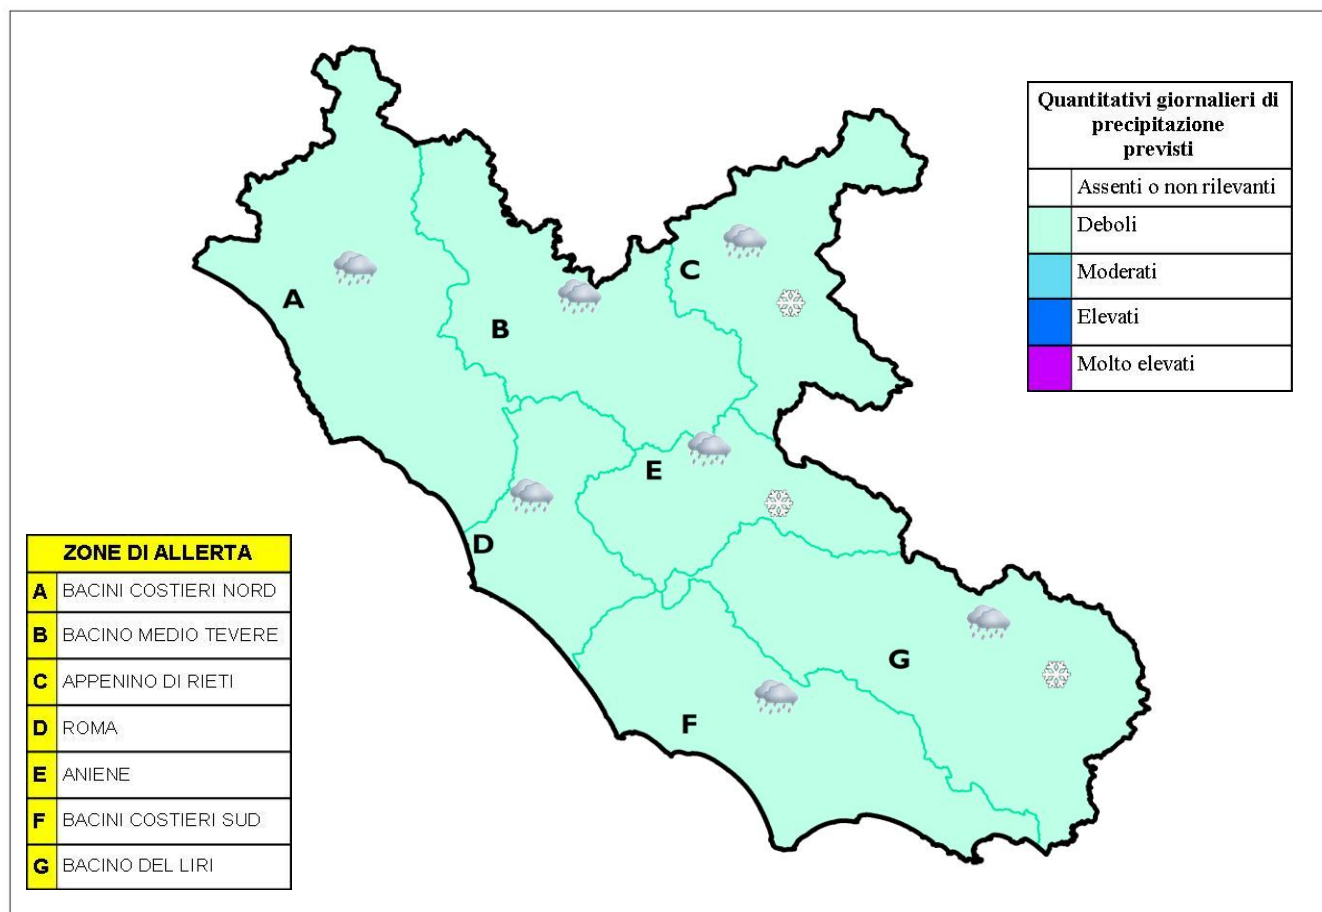 Quantitativi giornalieri di
precipitazione
previsti
Assenti o non rilevanti
Deboli
Moderati
Elevati
Molto elevati
A
B
C
D
E
F
G
ZONE DI ALLERTA
A BACINI COSTIERI NORD
B BACINO MEDIO TEVERE
C APPENINO DI RIETI
D ROMA
E ANIENE
F BACINI COSTIERI SUD
G BACINO DEL LIRI